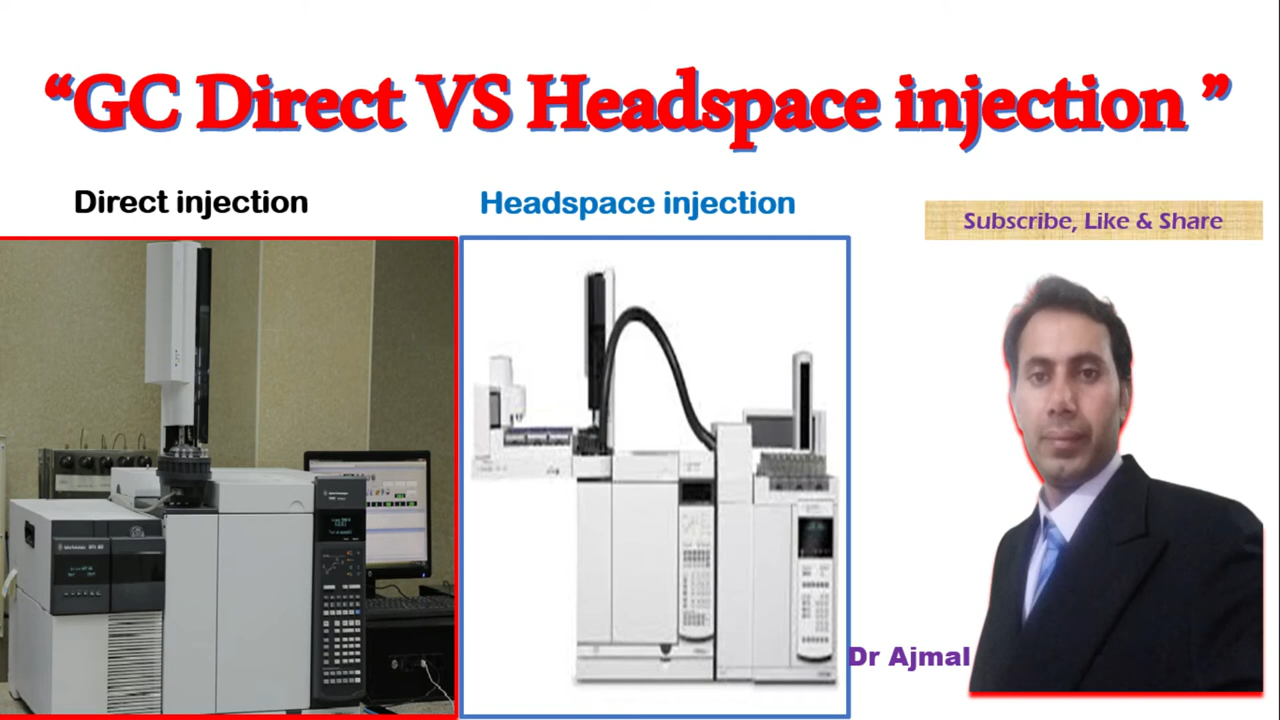 “GC Direct VS Headspace injection ”
Direct injection
Headspace injection
Subscribe, Like & Share
Dr Ajmal